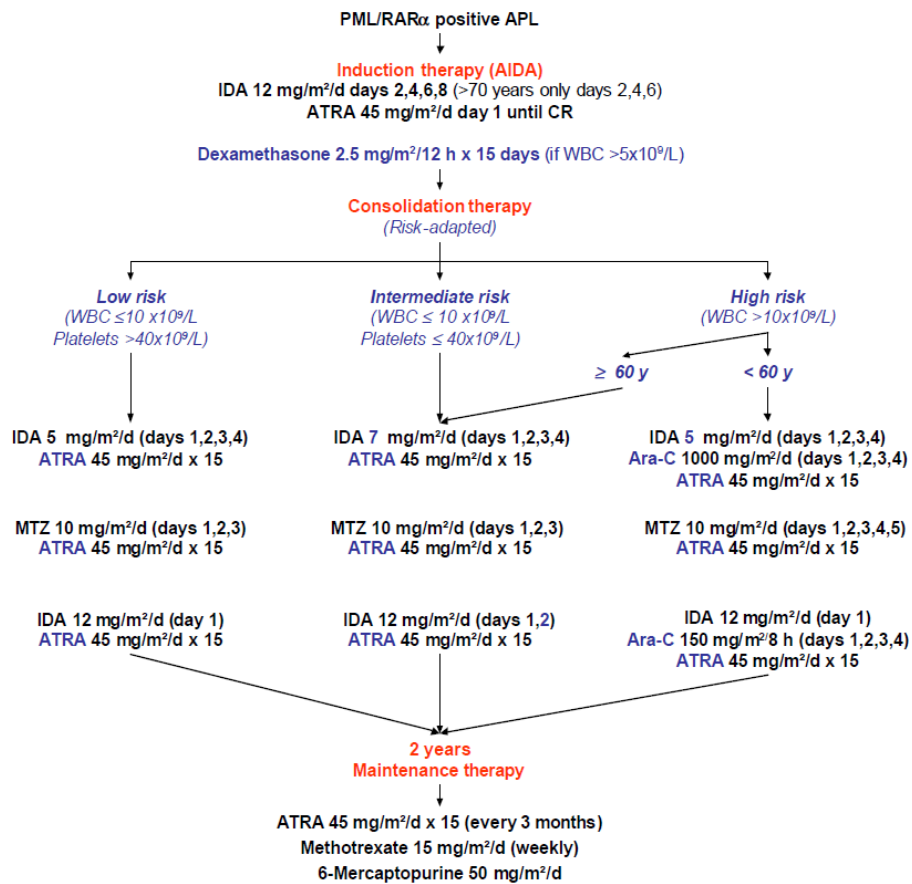 PML/RARα positive APL
Induction therapy (AIDA)
IDA 12 mg/m²/d days 2,4,6,8 (>70 years only days 2,4,6)
ATRA 45 mg/m²/d day 1 until CR
Dexamethasone 2.5 mg/m²/12 h x 15 days (if WBC >5x10⁹/L)
Consolidation therapy
(Risk-adapted)
Low risk
(WBC ≤10 x10⁹/L
Platelets >40x10⁹/L)
Intermediate risk
(WBC ≤ 10 x10⁹/L
Platelets ≤ 40x10⁹/L)
High risk
(WBC >10x10⁹/L)
≥ 60 y
< 60 y
IDA 5 mg/m²/d (days 1,2,3,4)
ATRA 45 mg/m²/d x 15
IDA 7 mg/m²/d (days 1,2,3,4)
ATRA 45 mg/m²/d x 15
IDA 5 mg/m²/d (days 1,2,3,4)
Ara-C 1000 mg/m²/d (days 1,2,3,4)
ATRA 45 mg/m²/d x 15
MTZ 10 mg/m²/d (days 1,2,3)
ATRA 45 mg/m²/d x 15
MTZ 10 mg/m²/d (days 1,2,3)
ATRA 45 mg/m²/d x 15
MTZ 10 mg/m²/d (days 1,2,3,4,5)
ATRA 45 mg/m²/d x 15
IDA 12 mg/m²/d (day 1)
ATRA 45 mg/m²/d x 15
IDA 12 mg/m²/d (days 1,2)
ATRA 45 mg/m²/d x 15
IDA 12 mg/m²/d (day 1)
Ara-C 150 mg/m²/8 h (days 1,2,3,4)
ATRA 45 mg/m²/d x 15
2 years
Maintenance therapy
ATRA 45 mg/m²/d x 15 (every 3 months)
Methotrexate 15 mg/m²/d (weekly)
6-Mercaptopurine 50 mg/m²/d